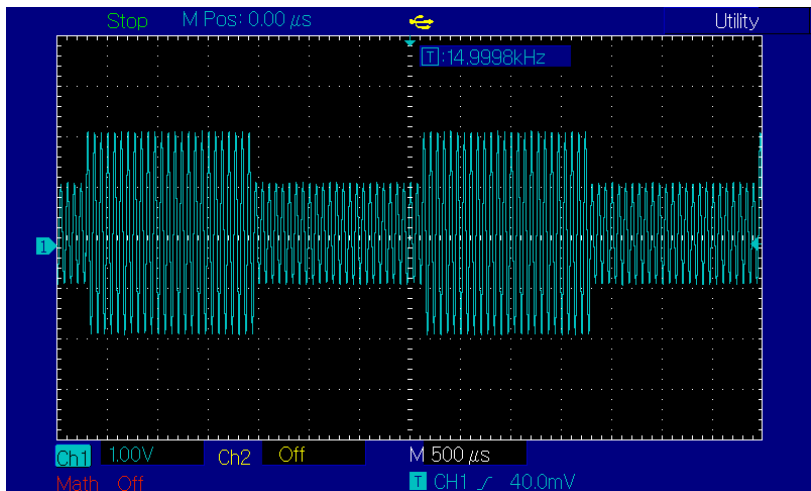 Stop M Pos: 0.00 μs Utility
T :14.9998kHz
1
Ch1 1.00V Ch2 Off M 500 μs
Math Off T CH1 40.0mV